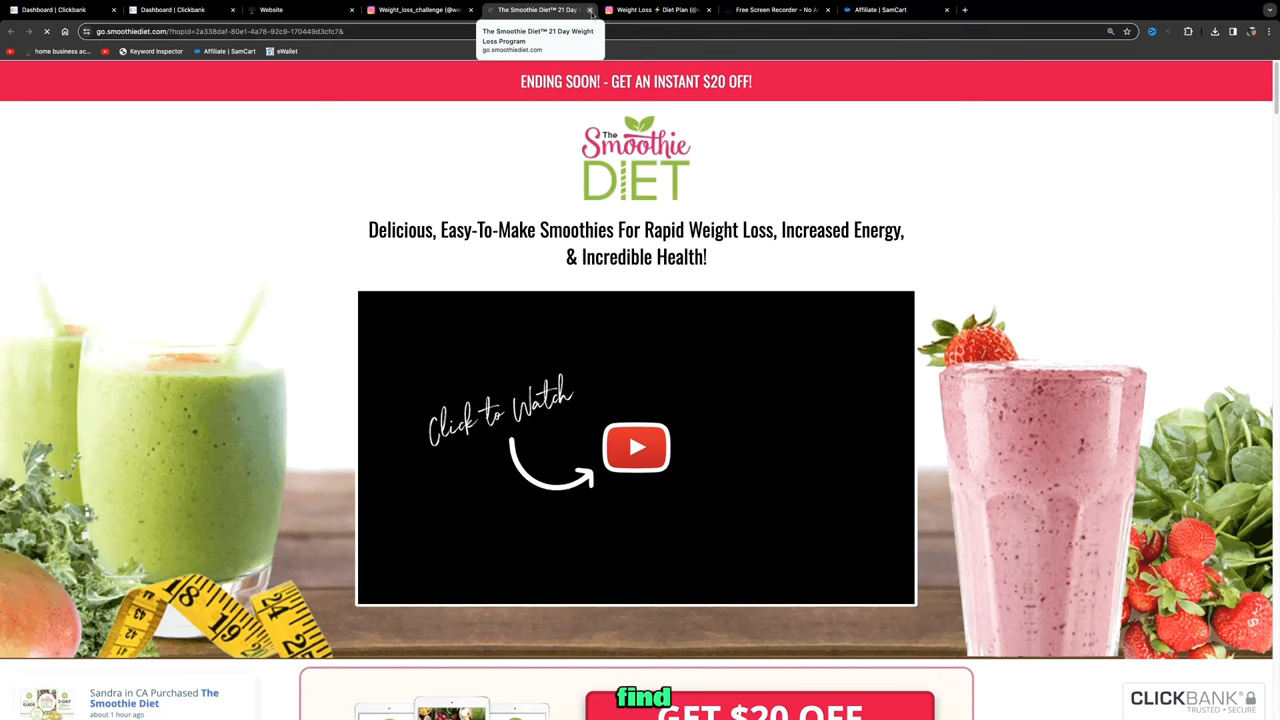 Dashboard | Clickbank
Dashboard | Clickbank
Website
Weight_loss_challenge (@we
The Smoothie Diet™ 21 Day
Weight Loss ⚡ Diet Plan (@
Free Screen Recorder - No A
Affiliate | SamCart
go.smoothiediet.com/?hopId=2a338daf-80e1-4a78-92c9-170449d3cfc7&
The Smoothie Diet™ 21 Day Weight
Loss Program
go.smoothiediet.com
home business ac...
Keyword Inspector
Affiliate | SamCart
eWallet
ENDING SOON! - GET AN INSTANT $20 OFF!
The
Smoothie
DIET
Delicious, Easy-To-Make Smoothies For Rapid Weight Loss, Increased Energy,
& Incredible Health!
Click to Watch
18
19
24
Sandra in CA Purchased The
Smoothie Diet
about 1 hour ago
find
GET $20 OFF
CLICKBANK
TRUSTED • SECURE